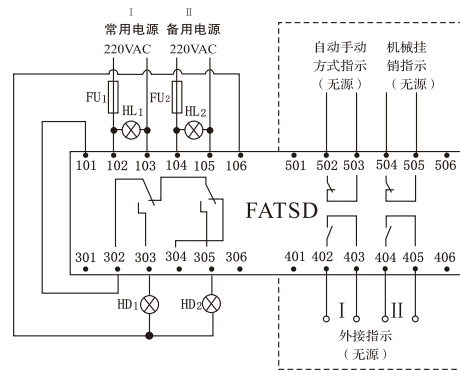 I II
常用电源 备用电源
220VAC 220VAC
自动手动
方式指示
(无源)
机械挂
销指示
(无源)
FU1 HL1 FU2 HL2
101 102 103 104 105 106 501 502 503 504 505 506
FATSD
301 302 303 304 305 306 401 402 403 404 405 406
HD1 HD2
I II
外接指示
(无源)